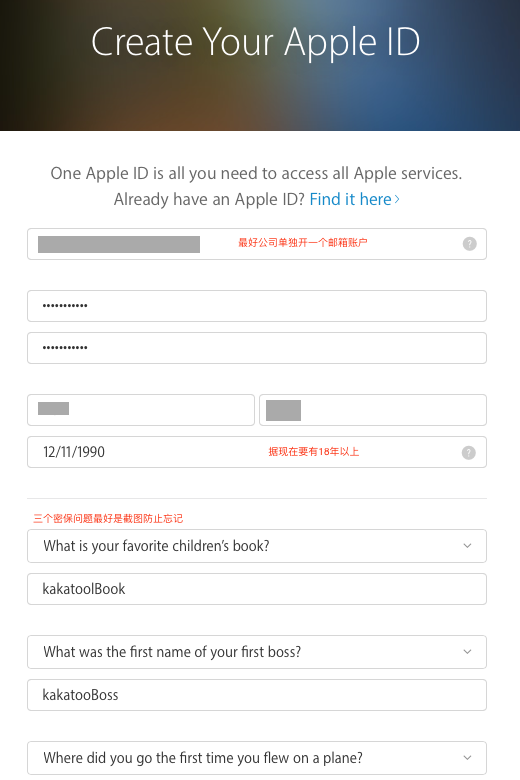 Create Your Apple ID
One Apple ID is all you need to access all Apple services.
Already have an Apple ID? Find it here
最好公司单独开一个邮箱账户
?
•••••••••••
•••••••••••
12/11/1990
据现在要有18年以上
?
三个密保问题最好是截图防止忘记
What is your favorite children's book?
kakatoolBook
What was the first name of your first boss?
kakatooBoss
Where did you go the first time you flew on a plane?